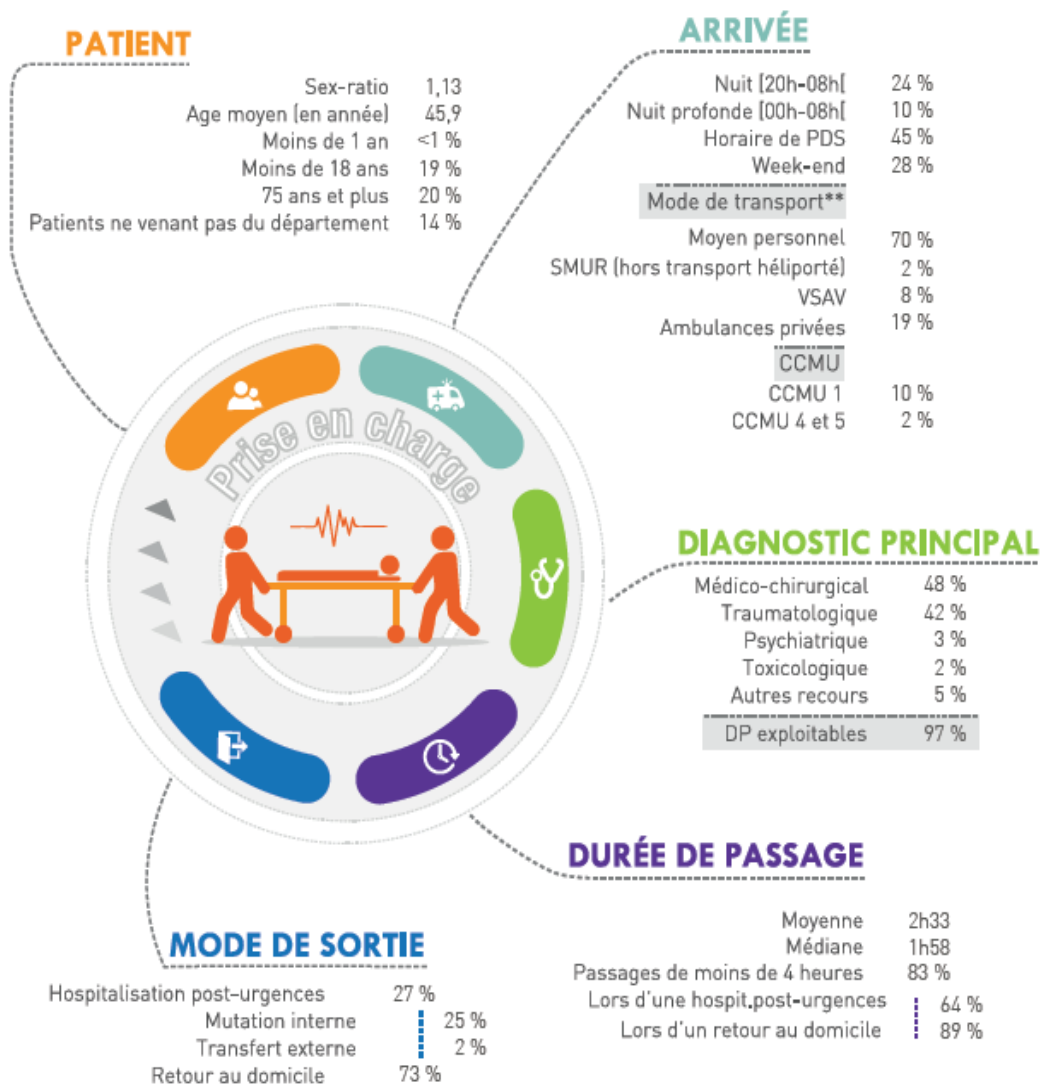 PATIENT
Sex-ratio 1,13
Age moyen (en année) 45,9
Moins de 1 an <1 %
Moins de 18 ans 19 %
75 ans et plus 20 %
Patients ne venant pas du département 14 %
ARRIVÉE
Nuit [20h-08h[ 24 %
Nuit profonde [00h-08h[ 10 %
Horaire de PDS 45 %
Week-end 28 %
Mode de transport**
Moyen personnel 70 %
SMUR (hors transport héliporté) 2 %
VSAV 8 %
Ambulances privées 19 %
CCMU
CCMU 1 10 %
CCMU 4 et 5 2 %
Prise en charge
DIAGNOSTIC PRINCIPAL
Médico-chirurgical 48 %
Traumatologique 42 %
Psychiatrique 3 %
Toxicologique 2 %
Autres recours 5 %
DP exploitables 97 %
DURÉE DE PASSAGE
Moyenne 2h33
Médiane 1h58
Passages de moins de 4 heures 83 %
Lors d'une hospit.post-urgences 64 %
Lors d'un retour au domicile 89 %
MODE DE SORTIE
Hospitalisation post-urgences 27 %
Mutation interne 25 %
Transfert externe 2 %
Retour au domicile 73 %